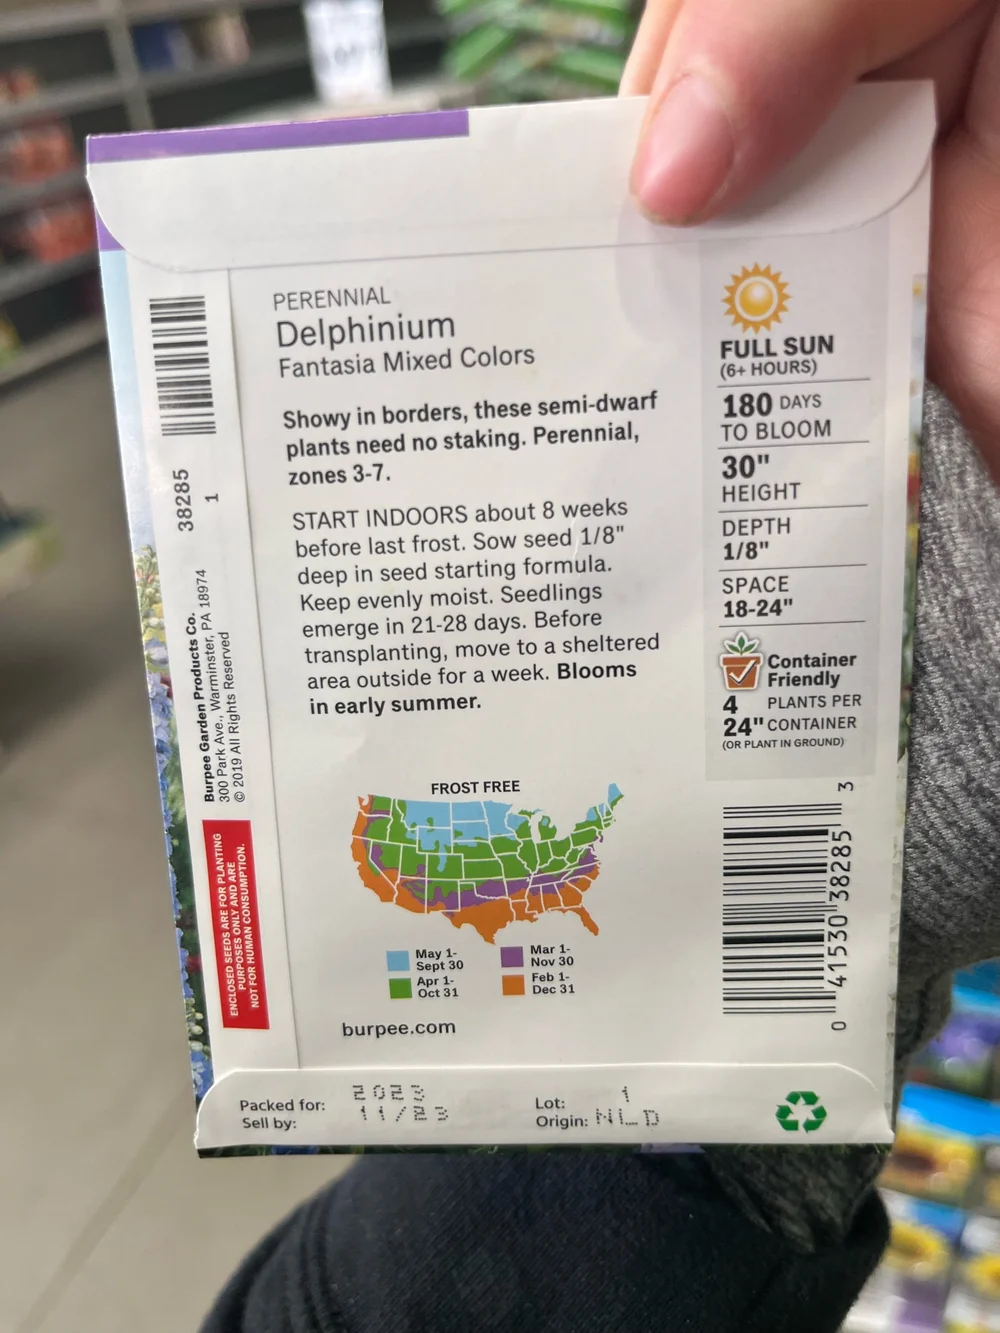 PERENNIAL
Delphinium
Fantasia Mixed Colors
Showy in borders, these semi-dwarf
plants need no staking. Perennial,
zones 3-7.
START INDOORS about 8 weeks
before last frost. Sow seed 1/8"
deep in seed starting formula.
Keep evenly moist. Seedlings
emerge in 21-28 days. Before
transplanting, move to a sheltered
area outside for a week. Blooms
in early summer.
FULL SUN
(6+ HOURS)
180 DAYS
TO BLOOM
30"
HEIGHT
DEPTH
1/8"
SPACE
18-24"
Container
Friendly
4 PLANTS PER
24" CONTAINER
(OR PLANT IN GROUND)
FROST FREE
May 1-
Sept 30
Apr 1-
Oct 31
Mar 1-
Nov 30
Feb 1-
Dec 31
burpee.com
0 41530 38285 3
38285
1
Burpee Garden Products Co.
300 Park Ave., Warminster, PA 18974
© 2019 All Rights Reserved
ENCLOSED SEEDS ARE FOR PLANTING
PURPOSES ONLY AND ARE
NOT FOR HUMAN CONSUMPTION.
Packed for: 2023
Sell by: 11/23
Lot: 1
Origin: NLD